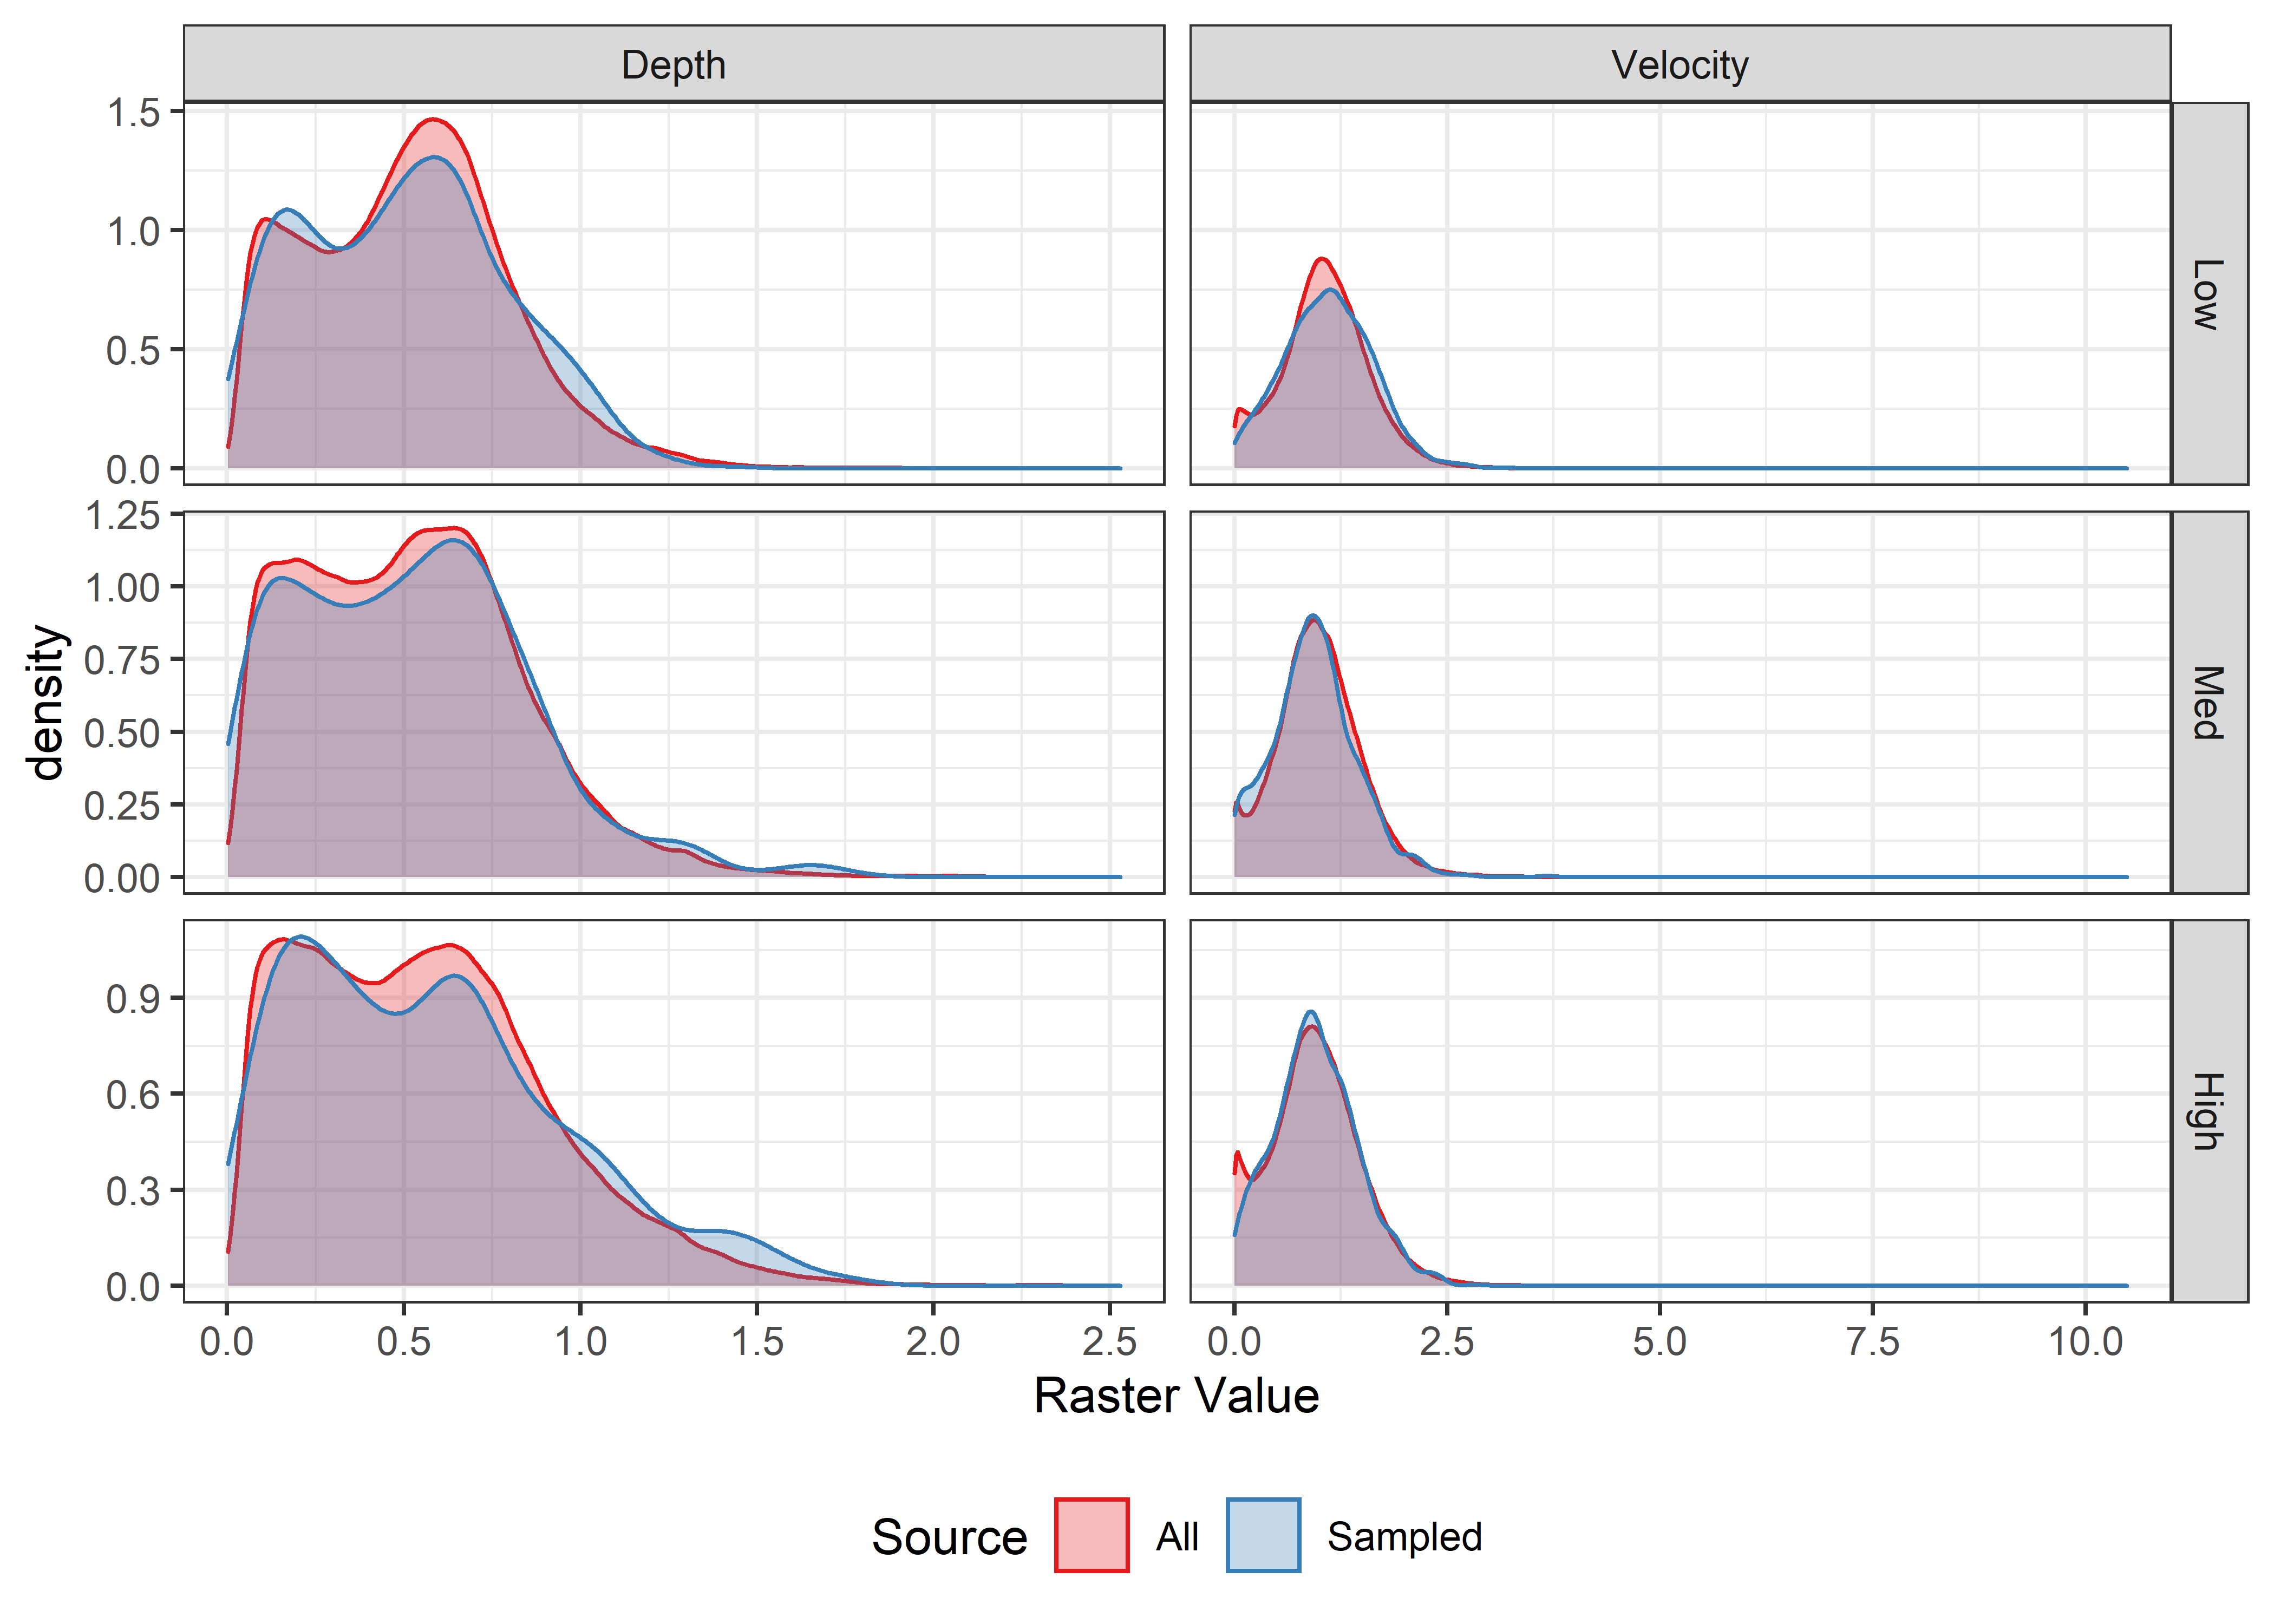 Depth Velocity
1.5
1.0
0.5
0.0
Low
1.25
1.00
0.75
0.50
0.25
0.00
Med
density
0.9
0.6
0.3
0.0
High
0.0 0.5 1.0 1.5 2.0 2.5 0.0 2.5 5.0 7.5 10.0
Raster Value
Source All Sampled